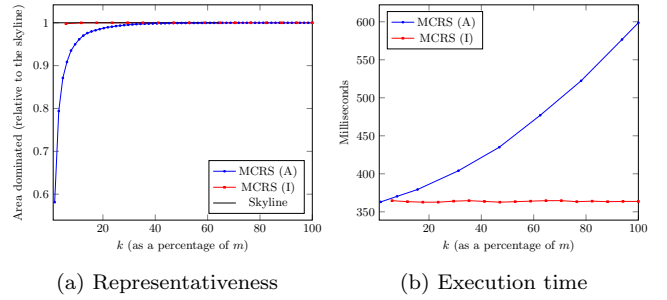 Area dominated (relative to the skyline)
1
0.9
0.8
0.7
0.6
20 40 60 80 100
k (as a percentage of m)
MCRS (A)
MCRS (I)
Skyline
(a) Representativeness
Milliseconds
600
550
500
450
400
350
20 40 60 80 100
k (as a percentage of m)
MCRS (A)
MCRS (I)
(b) Execution time